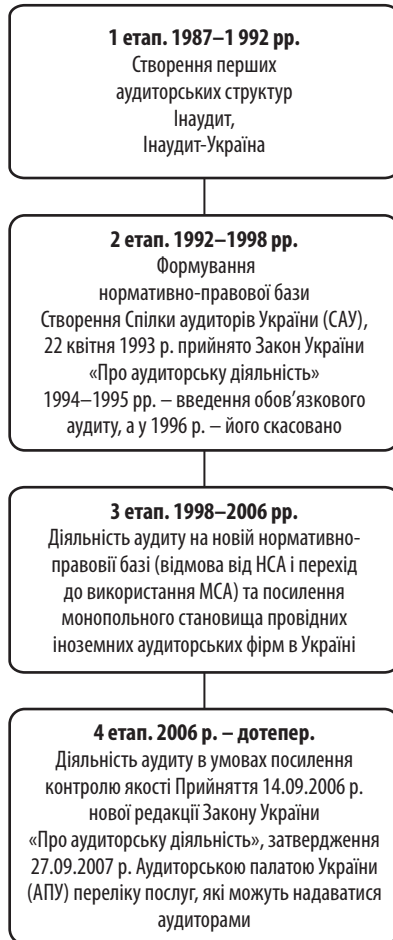 1 етап. 1987–1 992 рр.
Створення перших
аудиторських структур
Інаудит,
Інаудит-Україна
2 етап. 1992–1998 рр.
Формування
нормативно-правової бази
Створення Спілки аудиторів України (САУ),
22 квітня 1993 р. прийнято Закон України
«Про аудиторську діяльність»
1994–1995 рр. – введення обов’язкового
аудиту, а у 1996 р. – його скасовано
3 етап. 1998–2006 рр.
Діяльність аудиту на новій нормативно-
правовії базі (відмова від НСА і перехід
до використання МСА) та посилення
монопольного становища провідних
іноземних аудиторських фірм в Україні
4 етап. 2006 р. – дотепер.
Діяльність аудиту в умовах посилення
контролю якості Прийняття 14.09.2006 р.
нової редакції Закону України
«Про аудиторську діяльність», затвердження
27.09.2007 р. Аудиторською палатою України
(АПУ) переліку послуг, які можуть надаватися
аудиторами